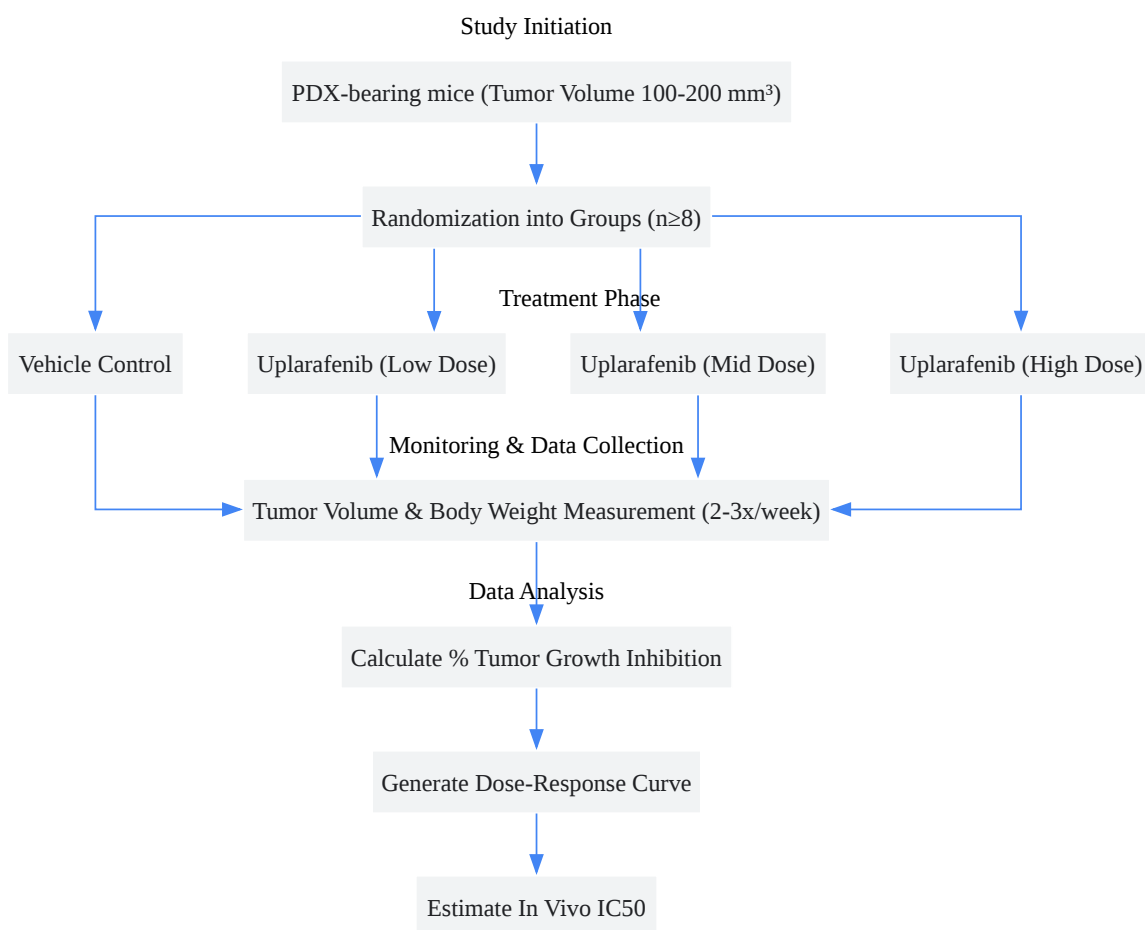 Study Initiation
PDX-bearing mice (Tumor Volume 100-200 mm³)
Randomization into Groups (n≥8)
Treatment Phase
Vehicle Control
Uplarafenib (Low Dose)
Uplarafenib (Mid Dose)
Uplarafenib (High Dose)
Monitoring & Data Collection
Tumor Volume & Body Weight Measurement (2-3x/week)
Data Analysis
Calculate % Tumor Growth Inhibition
Generate Dose-Response Curve
Estimate In Vivo IC50